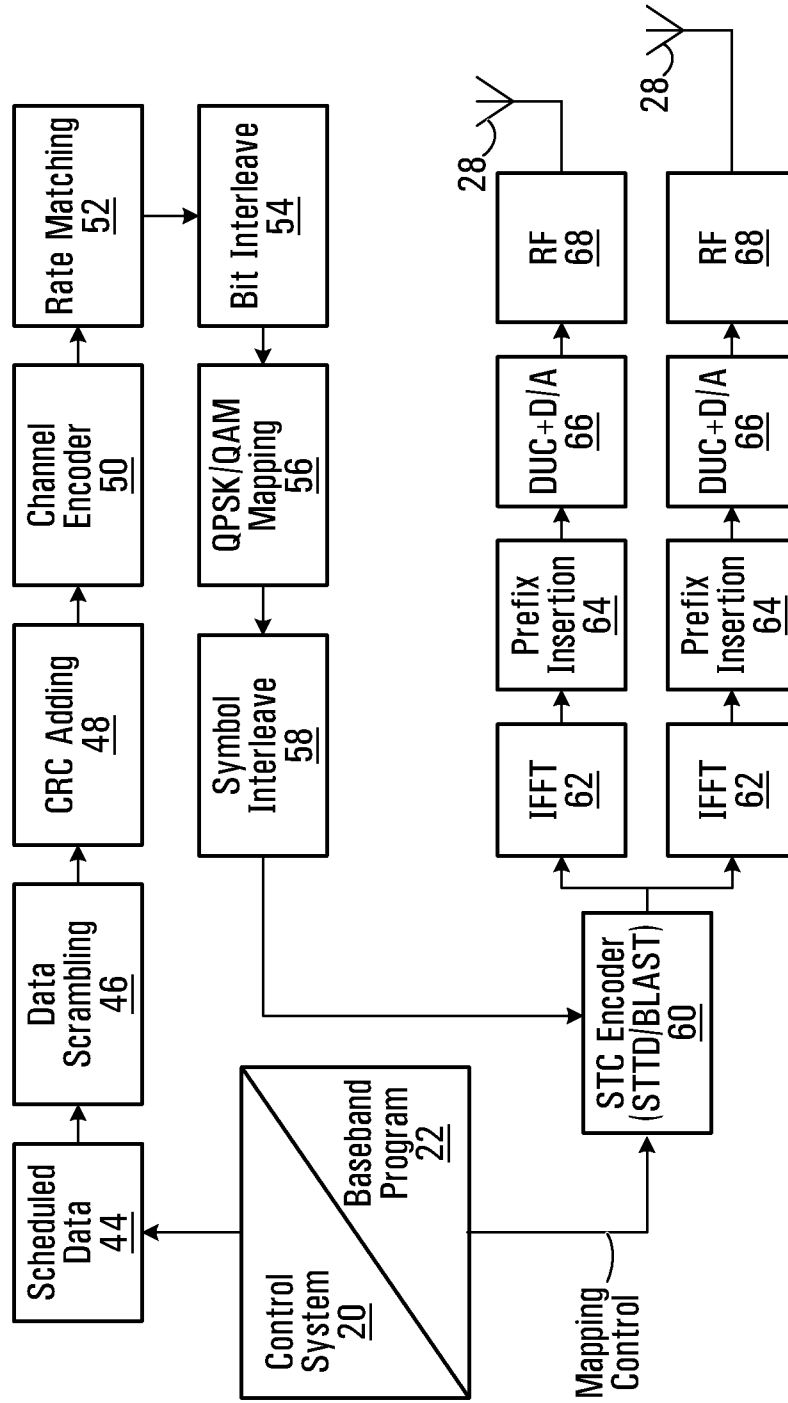 Scheduled
Data
44
Data
Scrambling
46
CRC Adding
48
Channel
Encoder
50
Rate Matching
52
Bit Interleave
54
QPSK/QAM
Mapping
56
Symbol
Interleave
58
Control
System
20
Baseband
Program
22
Mapping
Control
STC Encoder
(STTD/BLAST)
60
IFFT
62
Prefix
Insertion
64
DUC+D/A
66
RF
68
28
IFFT
62
Prefix
Insertion
64
DUC+D/A
66
RF
68
28